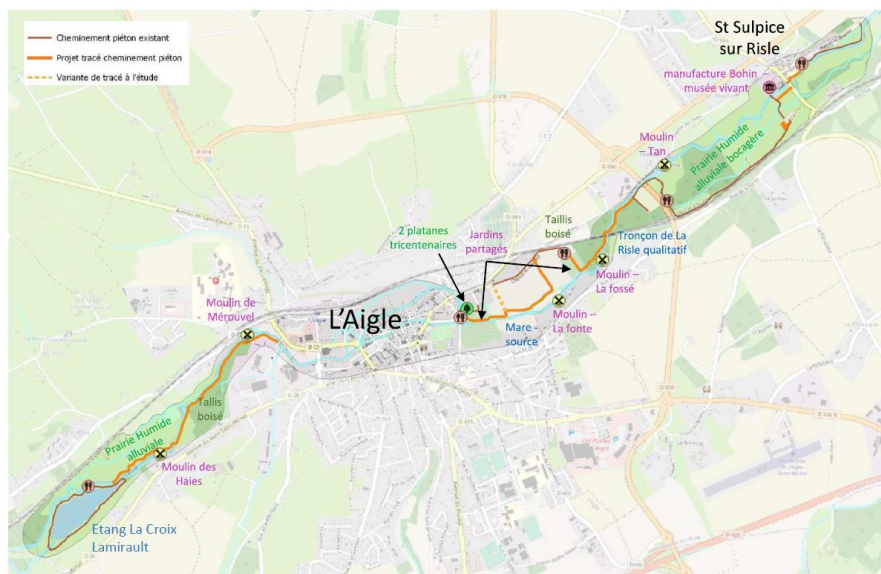 Cheminement piéton existant
Projet tracé cheminement piéton
Variante de tracé à l'étude
St Sulpice
sur Risle
manufacture Bohin –
musée vivant
Moulin
– Tan
Prairie Humide
alluviale bocagère
Taillis
boisé
2 platanes
tricentenaires
Jardins
partagés
Tronçon de La
Risle qualitatif
Moulin –
La fossé
Moulin –
La fonte
Mare -
source
L'Aigle
Moulin de
Mérouvel
Tallis
boisé
Prairie Humide
alluviale
Moulin des
Haies
Etang La Croix
Lamirault